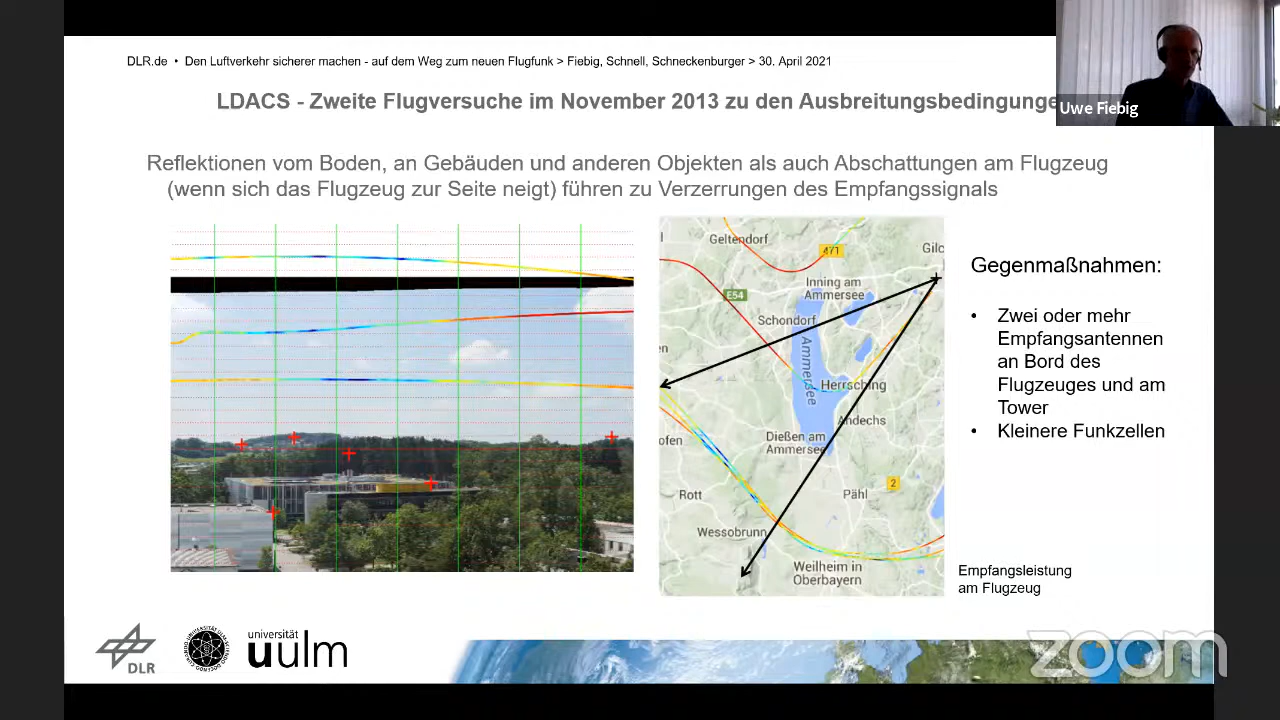 DLR.de • Den Luftverkehr sicherer machen - auf dem Weg zum neuen Flugfunk > Fiebig, Schnell, Schneckenburger > 30. April 2021
LDACS - Zweite Flugversuche im November 2013 zu den Ausbreitungsbedingunge
Uwe Fiebig
Reflektionen vom Boden, an Gebäuden und anderen Objekten als auch Abschattungen am Flugzeug
(wenn sich das Flugzeug zur Seite neigt) führen zu Verzerrungen des Empfangssignals
Geltendorf
471
Gilc
E54
Inning am
Ammersee
Schondorf
en
Ammersee
Herrsching
Andechs
ofen
Dießen am
Ammersee
Rott
Pähl
2
Wessobrunn
Weilheim in
Oberbayern
Gegenmaßnahmen:
• Zwei oder mehr
Empfangsantennen
an Bord des
Flugzeuges und am
Tower
• Kleinere Funkzellen
Empfangsleistung
am Flugzeug
DLR
universität
uulm
zoom